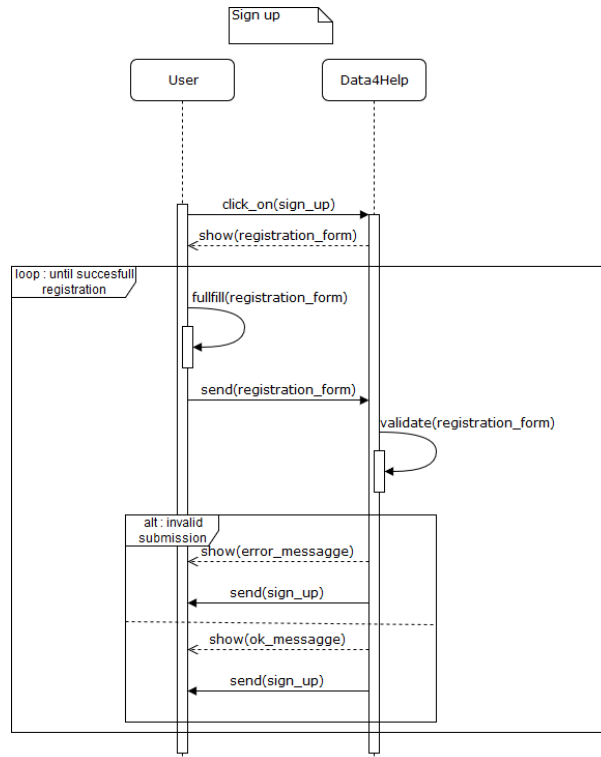 Sign up
User
Data4Help
click_on(sign_up)
show(registration_form)
loop : until succesfull
registration
fullfill(registration_form)
send(registration_form)
validate(registration_form)
alt : invalid
submission
show(error_messagge)
send(sign_up)
show(ok_messagge)
send(sign_up)